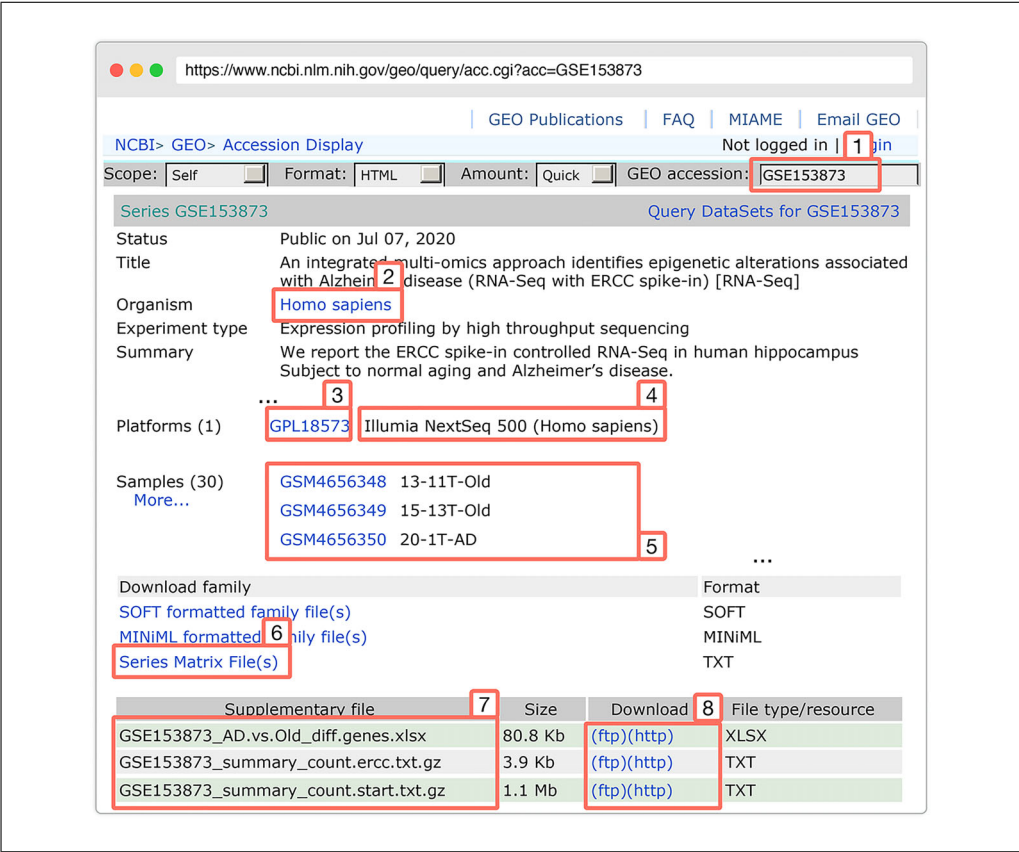 https://www.ncbi.nlm.nih.gov/geo/query/acc.cgi?acc=GSE153873
GEO Publications | FAQ | MIAME | Email GEO
NCBI> GEO> Accession Display Not logged in | 1 gin
Scope: Self Format: HTML Amount: Quick GEO accession: GSE153873
Series GSE153873 Query DataSets for GSE153873
Status Public on Jul 07, 2020
Title An integrated multi-omics approach identifies epigenetic alterations associated
with Alzheim 2 disease (RNA-Seq with ERCC spike-in) [RNA-Seq]
Organism Homo sapiens
Experiment type Expression profiling by high throughput sequencing
Summary We report the ERCC spike-in controlled RNA-Seq in human hippocampus
Subject to normal aging and Alzheimer's disease.
... 3 4
Platforms (1) GPL18573 Illumia NextSeq 500 (Homo sapiens)
Samples (30) GSM4656348 13-11T-Old
More...
GSM4656349 15-13T-Old
GSM4656350 20-1T-AD
5
...
Download family Format
SOFT formatted family file(s) SOFT
MINiML formatted 6 nily file(s) MINiML
Series Matrix File(s) TXT
Supplementary file 7 Size Download 8 File type/resource
GSE153873_AD.vs.Old_diff.genes.xlsx 80.8 Kb (ftp)(http) XLSX
GSE153873_summary_count.ercc.txt.gz 3.9 Kb (ftp)(http) TXT
GSE153873_summary_count.start.txt.gz 1.1 Mb (ftp)(http) TXT